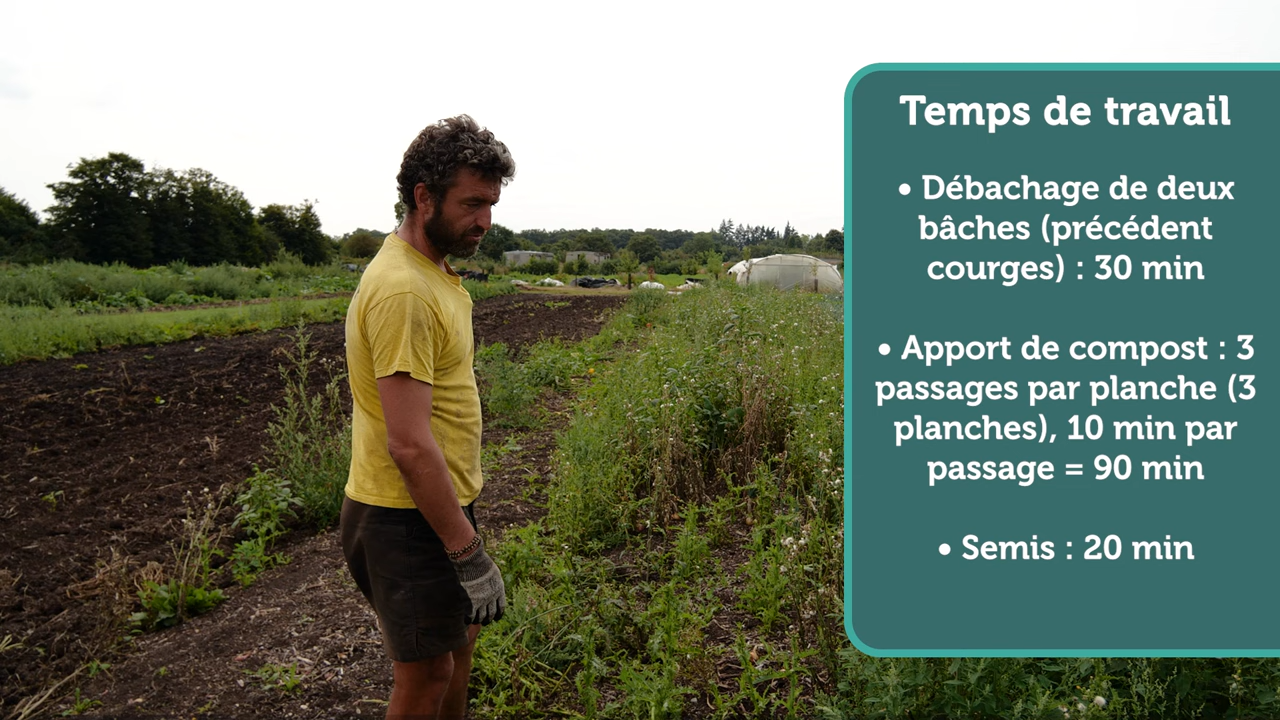 Temps de travail
• Débachage de deux
bâches (précédent
courges) : 30 min
• Apport de compost : 3
passages par planche (3
planches), 10 min par
passage = 90 min
• Semis : 20 min